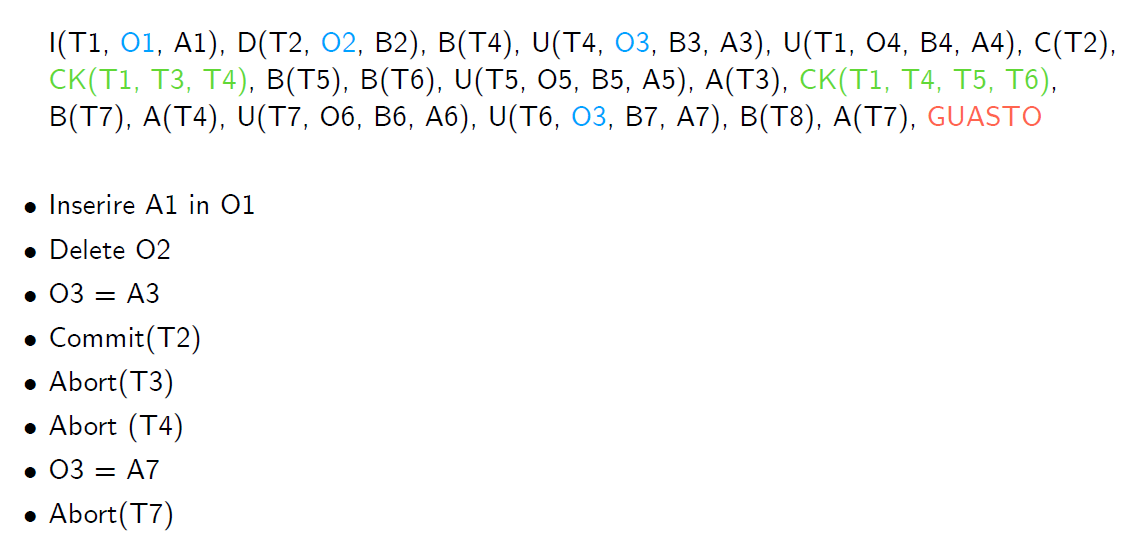 I(T1, O1, A1), D(T2, O2, B2), B(T4), U(T4, O3, B3, A3), U(T1, O4, B4, A4), C(T2),
CK(T1, T3, T4), B(T5), B(T6), U(T5, O5, B5, A5), A(T3), CK(T1, T4, T5, T6),
B(T7), A(T4), U(T7, O6, B6, A6), U(T6, O3, B7, A7), B(T8), A(T7), GUASTO
• Inserire A1 in O1
• Delete O2
• O3 = A3
• Commit(T2)
• Abort(T3)
• Abort (T4)
• O3 = A7
• Abort(T7)